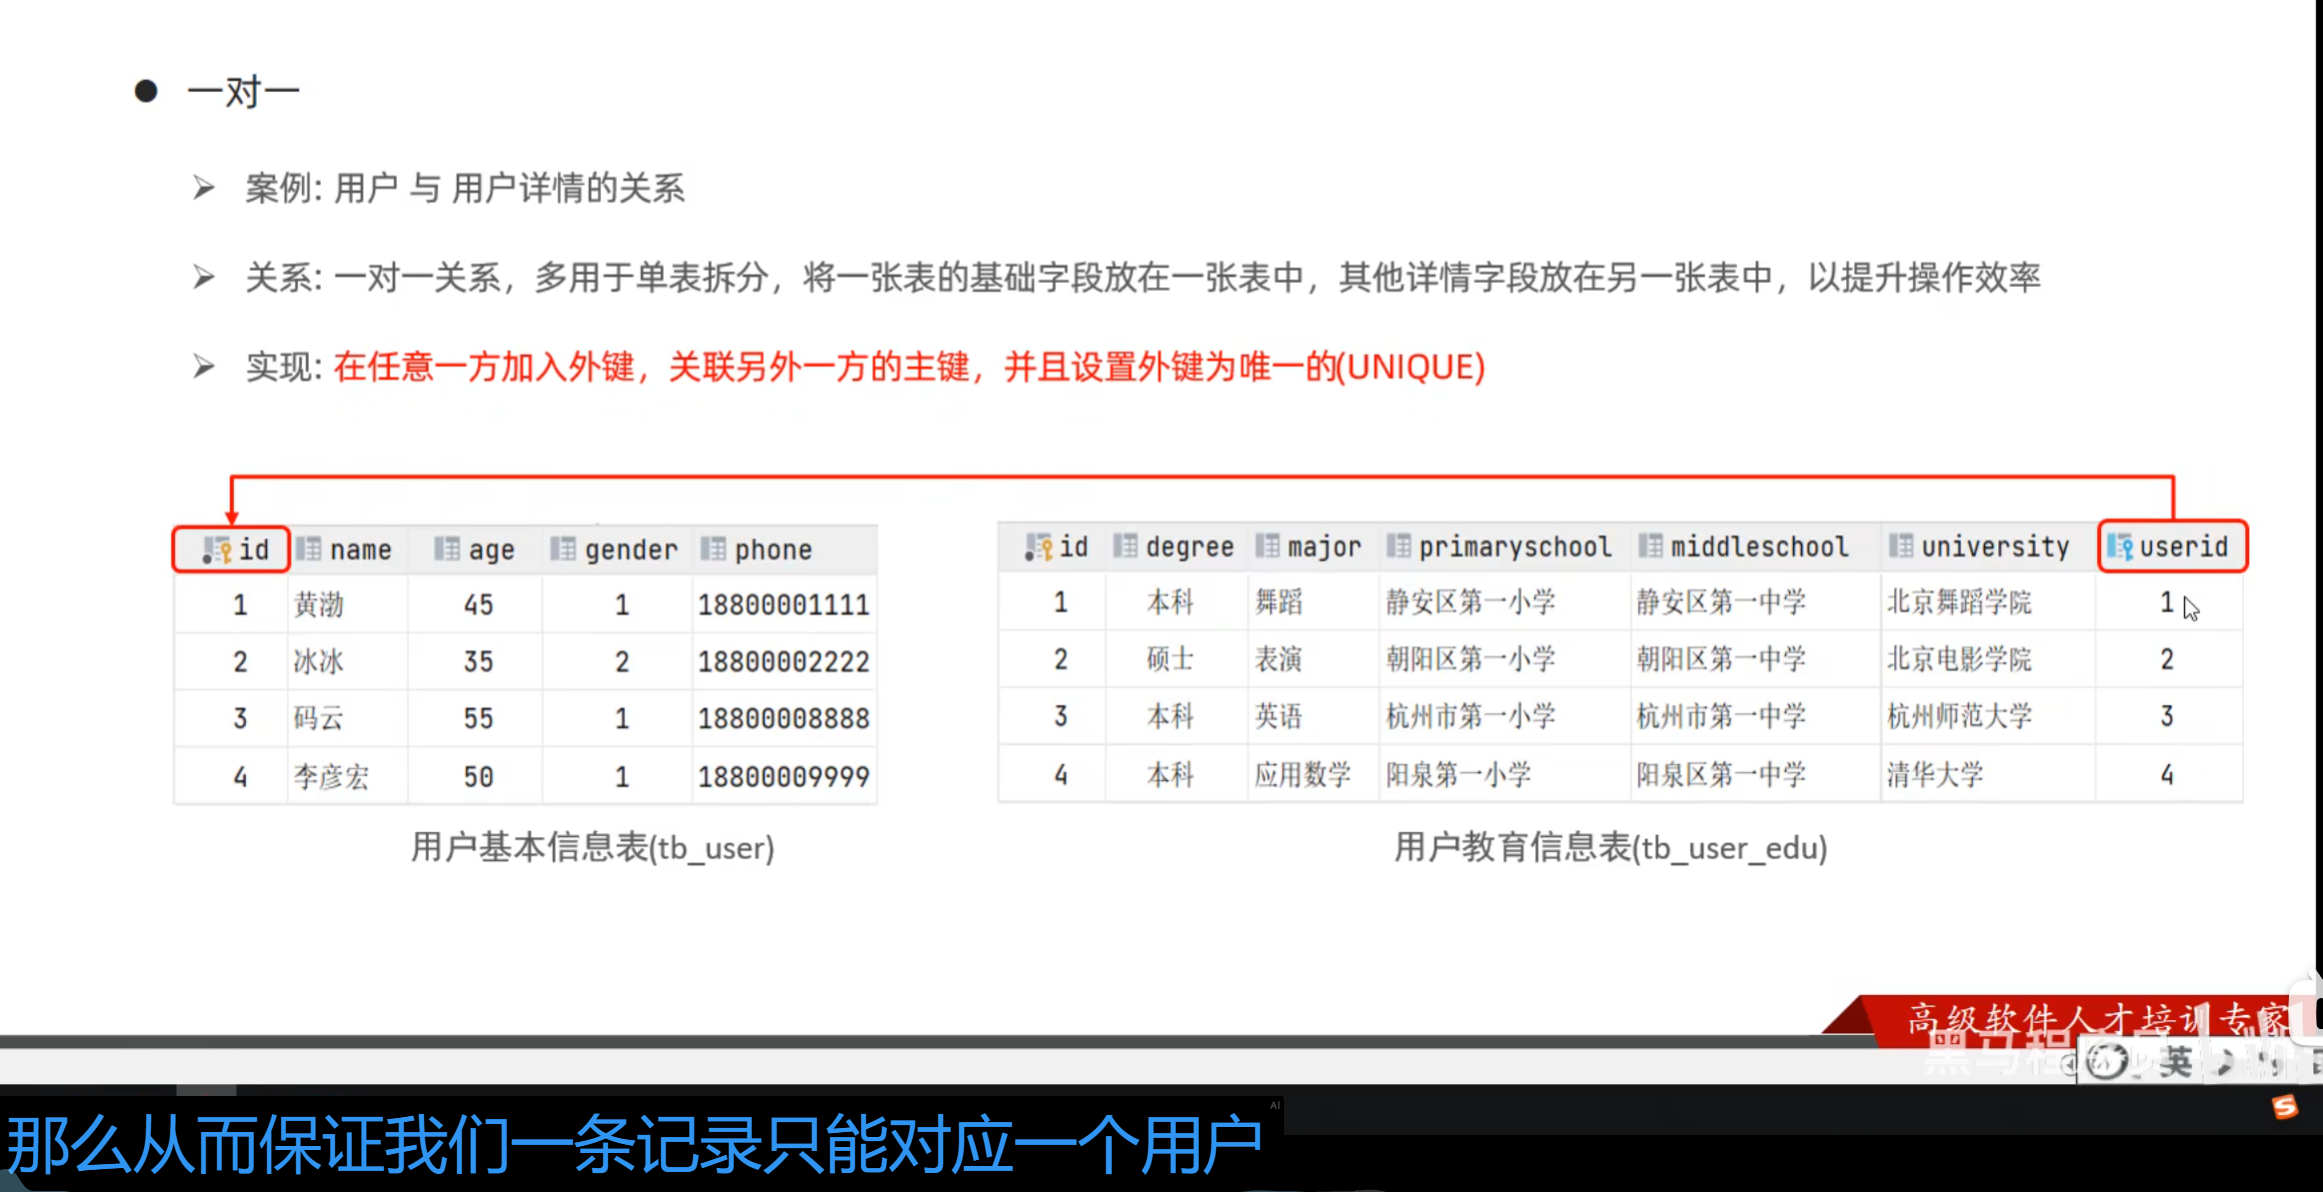 ● 一对一
➢ 案例: 用户 与 用户详情的关系
➢ 关系: 一对一关系，多用于单表拆分，将一张表的基础字段放在一张表中，其他详情字段放在另一张表中，以提升操作效率
➢ 实现: 在任意一方加入外键，关联另外一方的主键，并且设置外键为唯一的(UNIQUE)
id name age gender phone
1 黄渤 45 1 18800001111
2 冰冰 35 2 18800002222
3 码云 55 1 18800008888
4 李彦宏 50 1 18800009999
用户基本信息表(tb_user)
id degree major primaryschool middleschool university userid
1 本科 舞蹈 静安区第一小学 静安区第一中学 北京舞蹈学院 1
2 硕士 表演 朝阳区第一小学 朝阳区第一中学 北京电影学院 2
3 本科 英语 杭州市第一小学 杭州市第一中学 杭州师范大学 3
4 本科 应用数学 阳泉第一小学 阳泉区第一中学 清华大学 4
用户教育信息表(tb_user_edu)
高级软件人才培训专家
黑马程
英
AI
那么从而保证我们一条记录只能对应一个用户